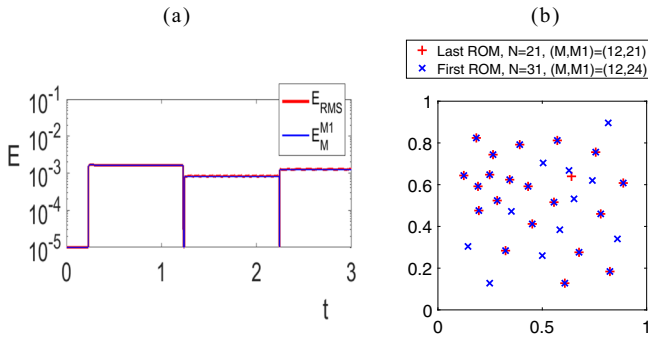 (a)
10^-1
10^-2
10^-3
10^-4
10^-5
E
E_RMS
E_M^M1
0
1
2
3
t
(b)
+ Last ROM, N=21, (M,M1)=(12,21)
× First ROM, N=31, (M,M1)=(12,24)
1
0.8
0.6
0.4
0.2
0
0
0.5
1